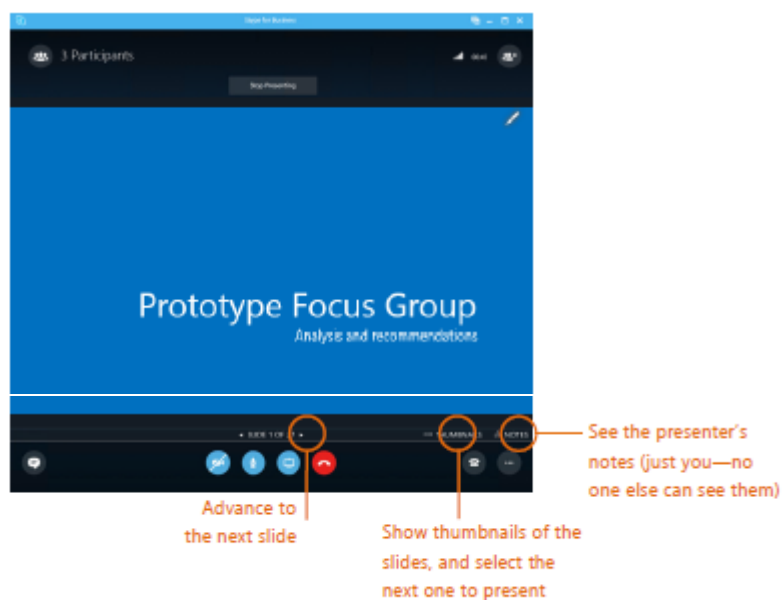 Skype for Business
3 Participants
Stop Presenting
Prototype Focus Group
Analysis and recommendations
SLIDE 1 OF
THUMBNAILS
NOTES
See the presenter's
notes (just you—no
one else can see them)
Advance to
the next slide
Show thumbnails of the
slides, and select the
next one to present